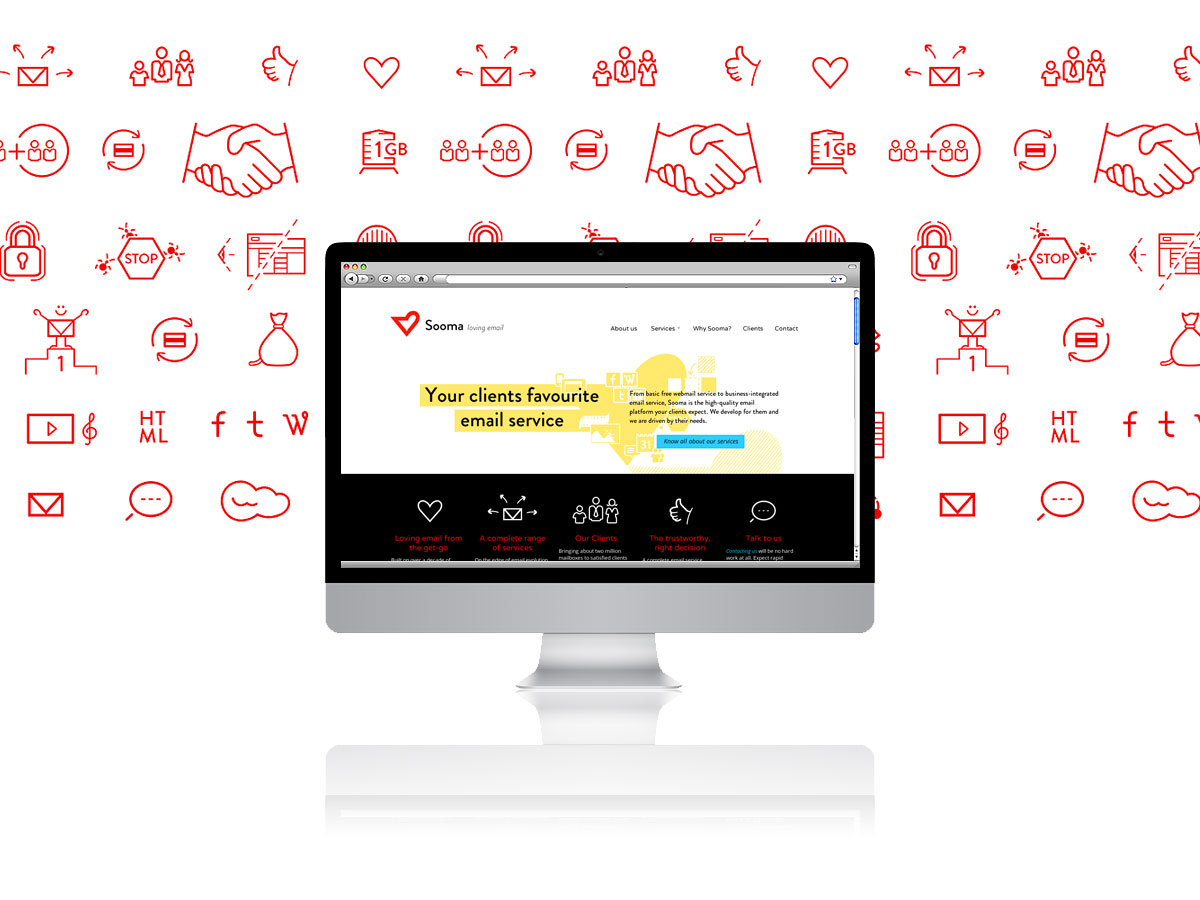 1GB
1GB
STOP
STOP
Sooma loving email
About us Services Why Sooma? Clients Contact
1
1
Your clients favourite
email service
From basic free webmail service to business-integrated
email service, Sooma is the high-quality email
platform your clients expect. We develop for them and
we are driven by their needs.
Know all about our services
31
HT
ML
f t W
HT
ML
f t
Loving email from
the get-go
A complete range
of services
Our Clients
The trustworthy,
right decision
Talk to us
Built on over a decade of
On the edge of email evolution
Bringing about two million
mailboxes to satisfied clients
A complete email service
Contacting us will be no hard
work at all. Expect rapid